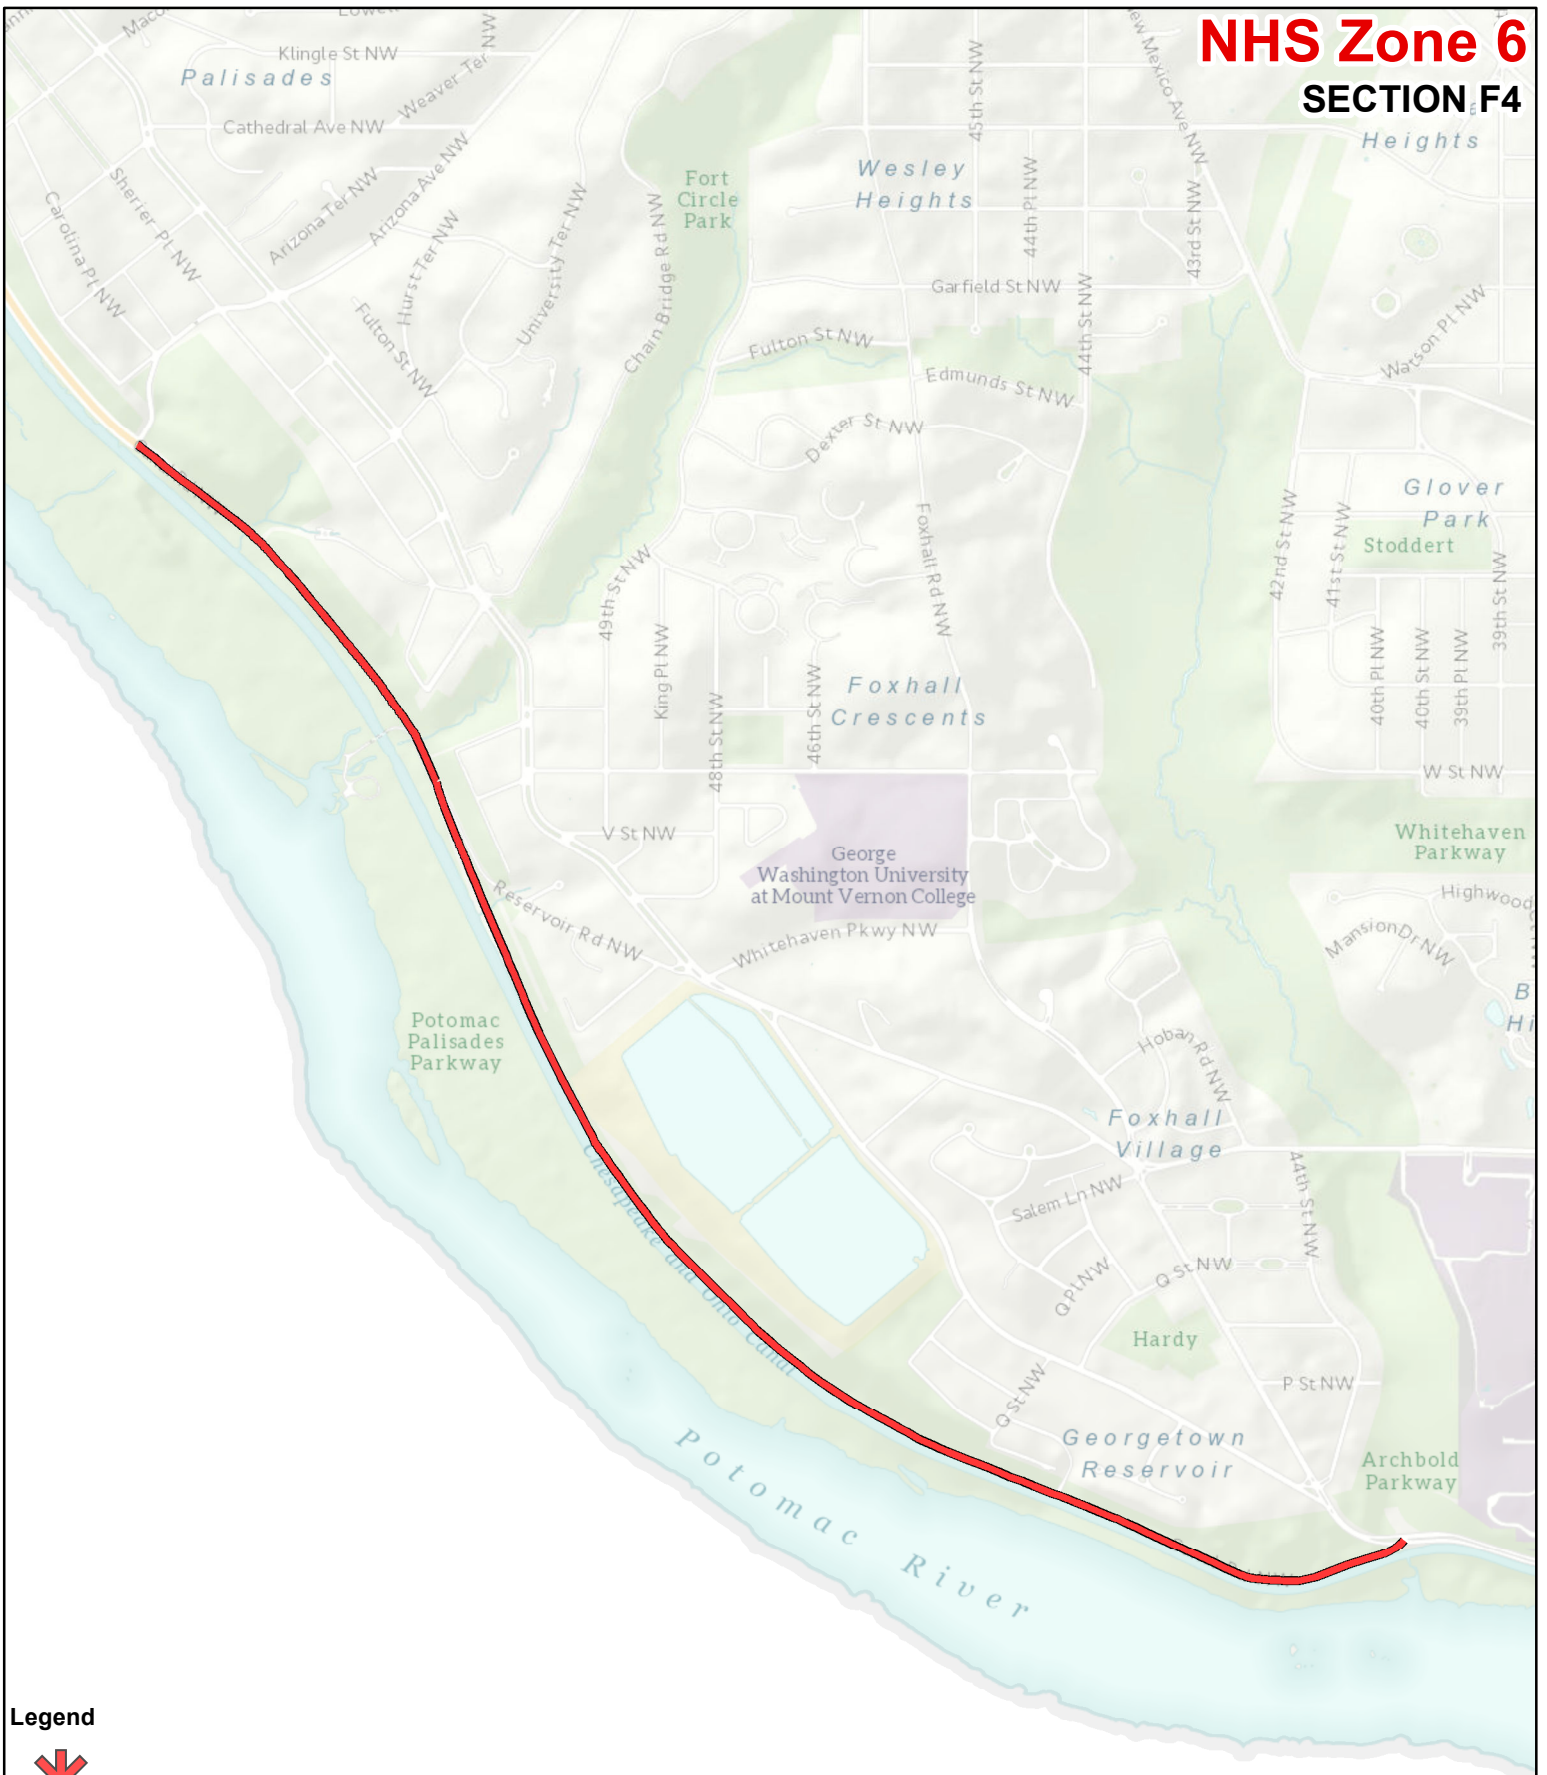 NHS Zone 6
SECTION F4
Klingle St NW
Palisades
Weaver Ter NW
Cathedral Ave NW
Arizona Ter NW
Arizona Ave NW
Sherrier Pl NW
Carolina Pl NW
Hurst Ter NW
Fulton St NW
University Ter NW
Chain Bridge Rd NW
Fort
Circle
Park
Wesley
Heights
45th St NW
44th Pl NW
43rd St NW
Heights
Garfield St NW
44th St NW
Fulton St NW
Edmunds St NW
Dexter St NW
Watson Pl NW
Glover
Park
Stoddert
42nd St NW
41st St NW
39th St NW
40th Pl NW
40th St NW
39th Pl NW
W St NW
Foxhall Rd NW
49th St NW
King Pl NW
48th St NW
46th St NW
Foxhall
Crescents
V St NW
George
Washington University
at Mount Vernon College
Whitehaven
Parkway
Highwood
Mansion Dr NW
Reservoir Rd NW
Whitehaven Pkwy NW
Potomac
Palisades
Parkway
Hoban Rd NW
Foxhall
Village
44th St NW
Salem Ln NW
Q St NW
Q Pl NW
Hardy
P St NW
Q St NW
Chesapeake and Ohio Canal
Georgetown
Reservoir
Archbold
Parkway
Potomac River
Legend